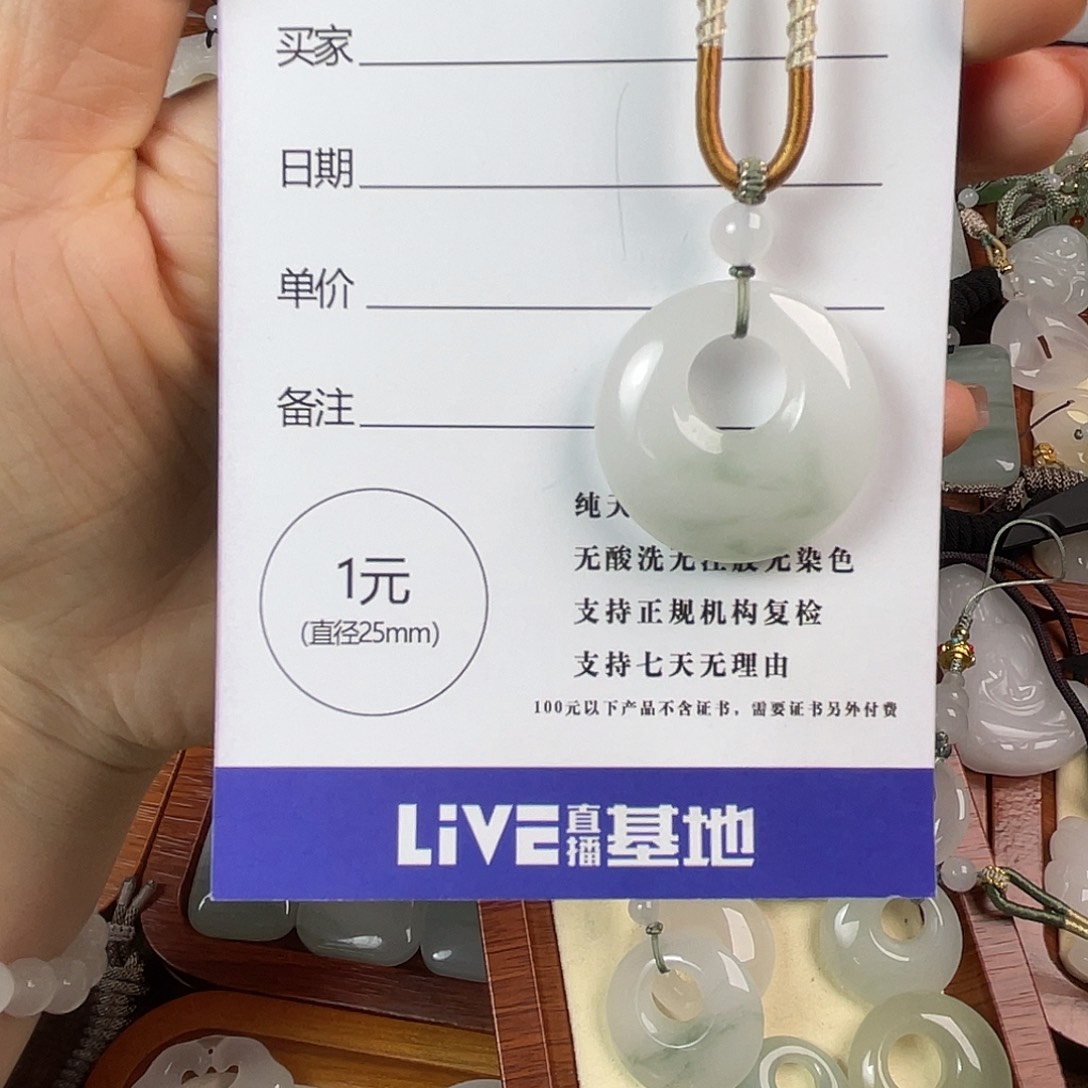 买家
日期
单价
备注
1元
(直径25mm)
纯天
无酸洗无注胶无染色
支持正规机构复检
支持七天无理由
100元以下产品不含证书，需要证书另外付费
LiVE直播基地